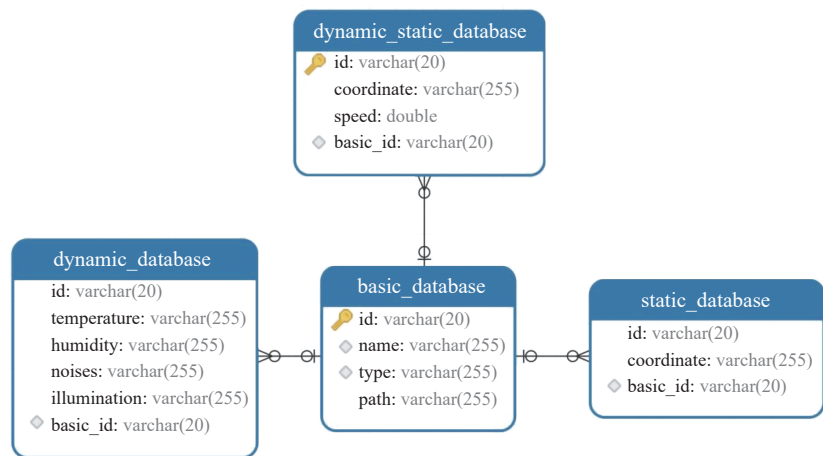 dynamic_static_database
id: varchar(20)
coordinate: varchar(255)
speed: double
basic_id: varchar(20)
dynamic_database
id: varchar(20)
temperature: varchar(255)
humidity: varchar(255)
noises: varchar(255)
illumination: varchar(255)
basic_id: varchar(20)
basic_database
id: varchar(20)
name: varchar(255)
type: varchar(255)
path: varchar(255)
static_database
id: varchar(20)
coordinate: varchar(255)
basic_id: varchar(20)